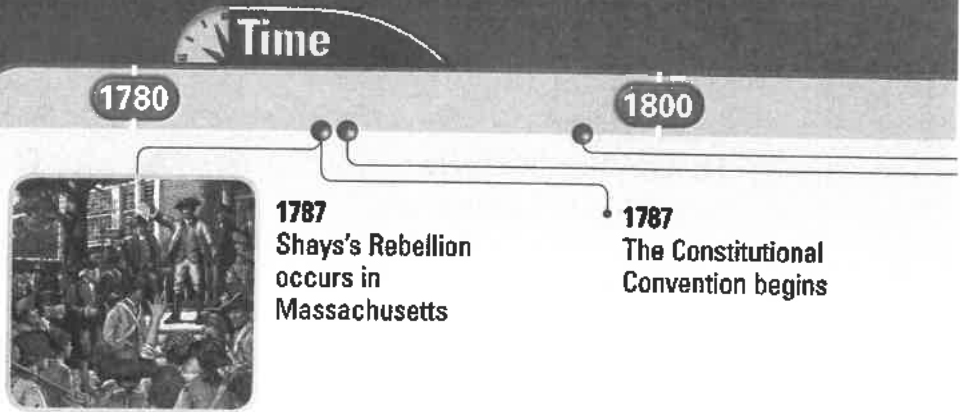 Time
1780
1800
1787
Shays's Rebellion
occurs in
Massachusetts
1787
The Constitutional
Convention begins